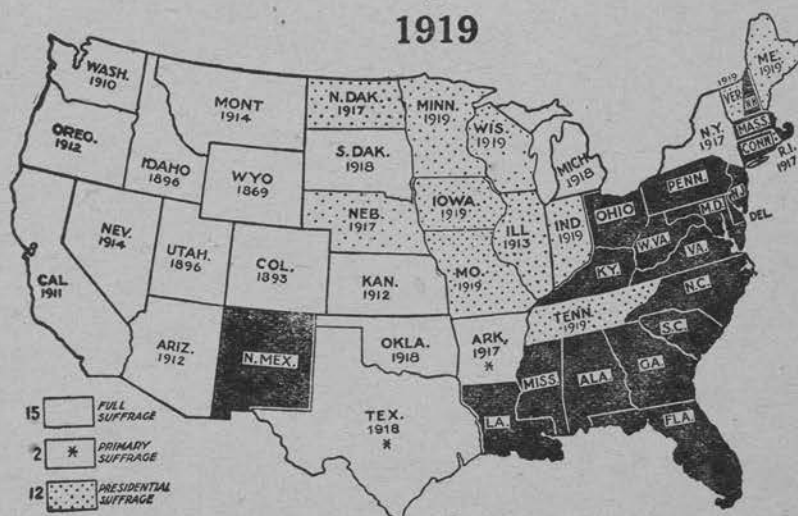 1919
WASH.
1910
OREO.
1912
CAL
1911
NEV.
1914
IDAHO
1896
MONT
1914
WYO
1869
UTAH.
1896
COL.
1893
ARIZ.
1912
N.MEX.
N.DAK.
1917
S.DAK.
1918
NEB.
1917
KAN.
1912
OKLA.
1918
TEX.
1918
*
MINN.
1919
IOWA.
1919
MO.
1919
ARK,
1917
*
LA.
WIS.
1919
ILL
1913
MICH.
1918
IND.
1919
OHIO
KY.
TENN.
1919
MISS.
ALA.
GA.
FLA.
S.C.
N.C.
VA.
W.VA.
PENN.
M.D.
DEL.
N.J.
N.Y.
1917
1919
VER.
N.H.
ME.
1919
MASS.
CONN.
R.I.
1917
15 FULL
SUFFRAGE
2 * PRIMARY
SUFFRAGE
12 PRESIDENTIAL
SUFFRAGE